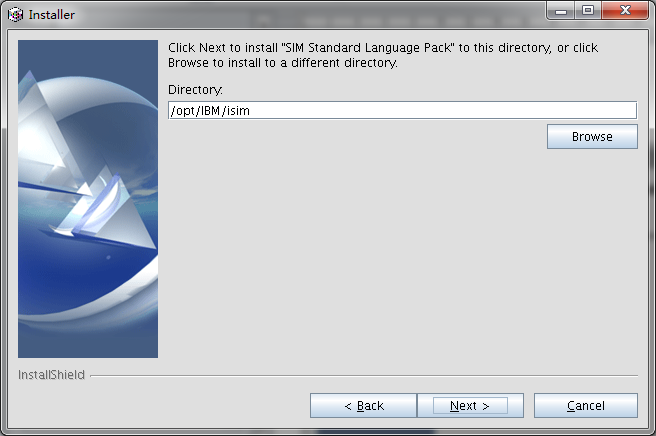 Installer
Click Next to install "SIM Standard Language Pack" to this directory, or click
Browse to install to a different directory.
Directory:
/opt/IBM/isim
Browse
InstallShield
< Back
Next >
Cancel